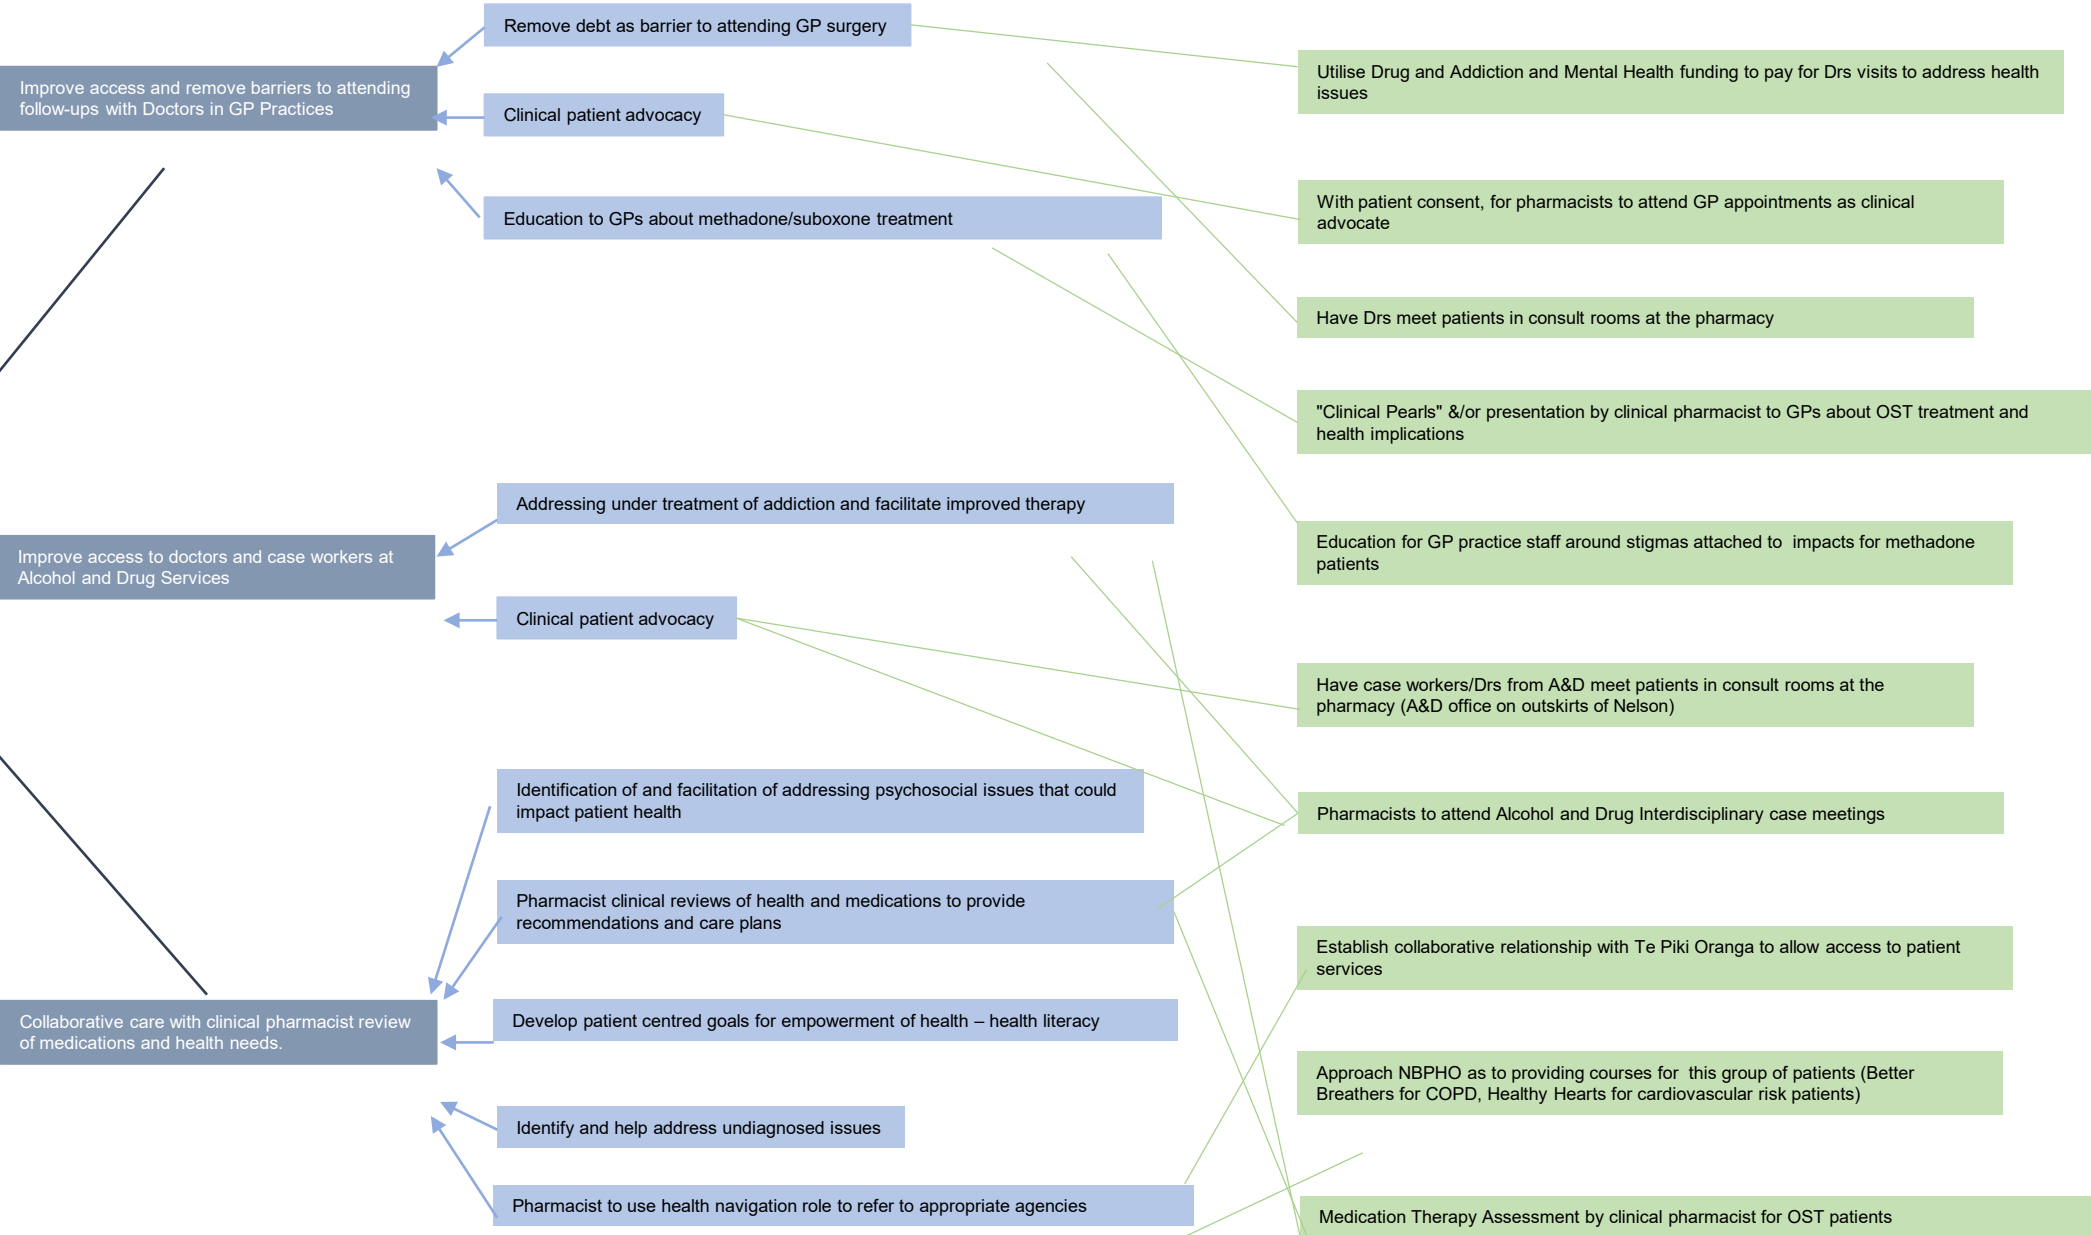 Remove debt as barrier to attending GP surgery
Improve access and remove barriers to attending
follow-ups with Doctors in GP Practices
Clinical patient advocacy
Education to GPs about methadone/suboxone treatment
Utilise Drug and Addiction and Mental Health funding to pay for Drs visits to address health
issues
With patient consent, for pharmacists to attend GP appointments as clinical
advocate
Have Drs meet patients in consult rooms at the pharmacy
"Clinical Pearls" &/or presentation by clinical pharmacist to GPs about OST treatment and
health implications
Education for GP practice staff around stigmas attached to  impacts for methadone
patients
Addressing under treatment of addiction and facilitate improved therapy
Improve access to doctors and case workers at
Alcohol and Drug Services
Clinical patient advocacy
Have case workers/Drs from A&D meet patients in consult rooms at the
pharmacy (A&D office on outskirts of Nelson)
Pharmacists to attend Alcohol and Drug Interdisciplinary case meetings
Identification of and facilitation of addressing psychosocial issues that could
impact patient health
Pharmacist clinical reviews of health and medications to provide
recommendations and care plans
Collaborative care with clinical pharmacist review
of medications and health needs.
Develop patient centred goals for empowerment of health – health literacy
Identify and help address undiagnosed issues
Pharmacist to use health navigation role to refer to appropriate agencies
Establish collaborative relationship with Te Piki Oranga to allow access to patient
services
Approach NBPHO as to providing courses for  this group of patients (Better
Breathers for COPD, Healthy Hearts for cardiovascular risk patients)
Medication Therapy Assessment by clinical pharmacist for OST patients